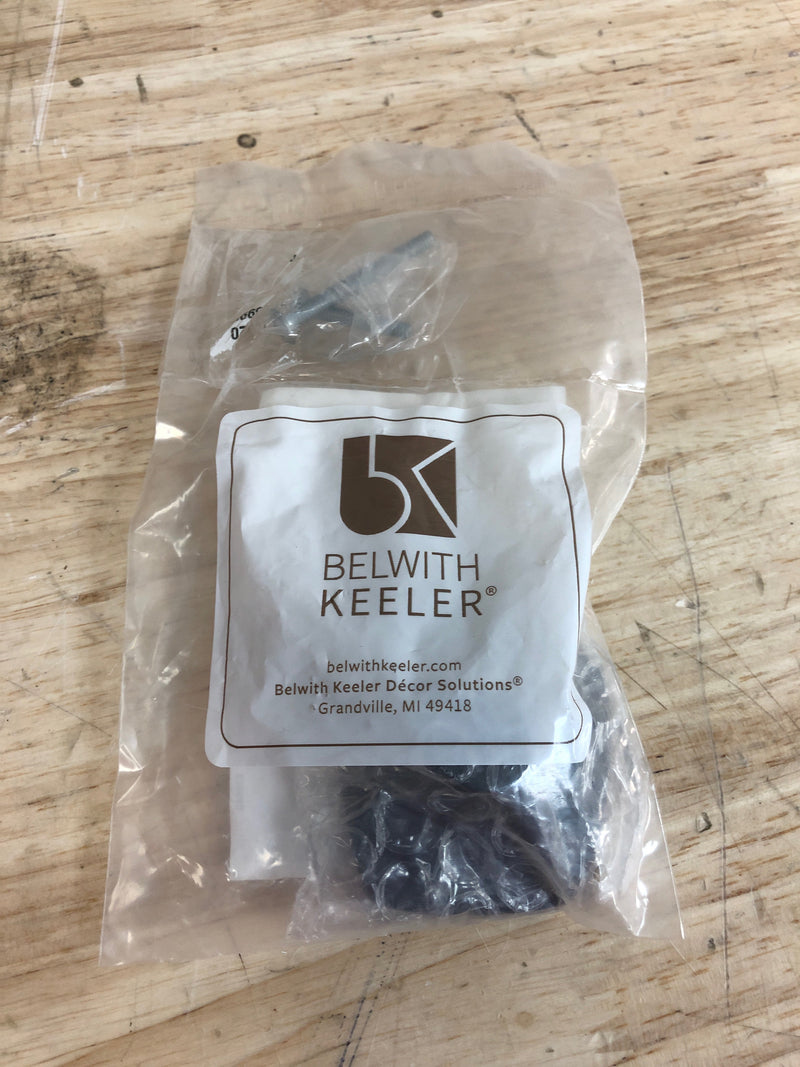 BELWITH
KEELER®
belwithkeeler.com
Belwith Keeler Décor Solutions®
Grandville, MI 49418